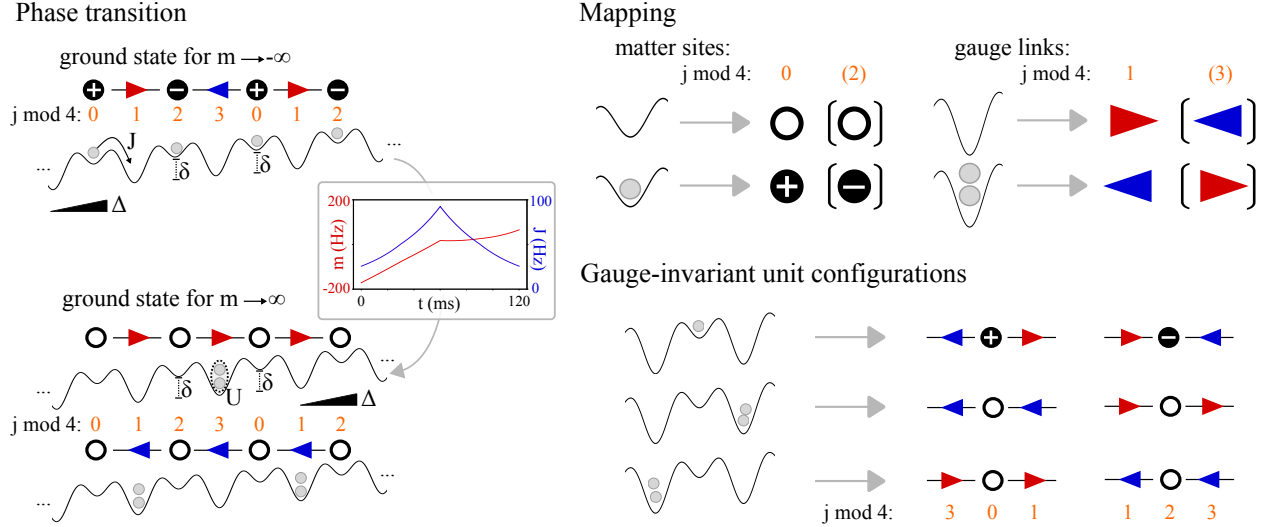 Phase transition
ground state for m → -∞
+ − + −
j mod 4: 0 1 2 3 0 1 2
J
...
...
δ
δ
Δ
200
100
m (Hz)
J (Hz)
-200
0
0
120
t (ms)
ground state for m → ∞
...
...
δ
δ
U
Δ
j mod 4: 0 1 2 3 0 1 2
...
...
Mapping
matter sites:
j mod 4: 0 (2)
+ −
gauge links:
j mod 4: 1 (3)
Gauge-invariant unit configurations
+ −
j mod 4: 3 0 1 1 2 3